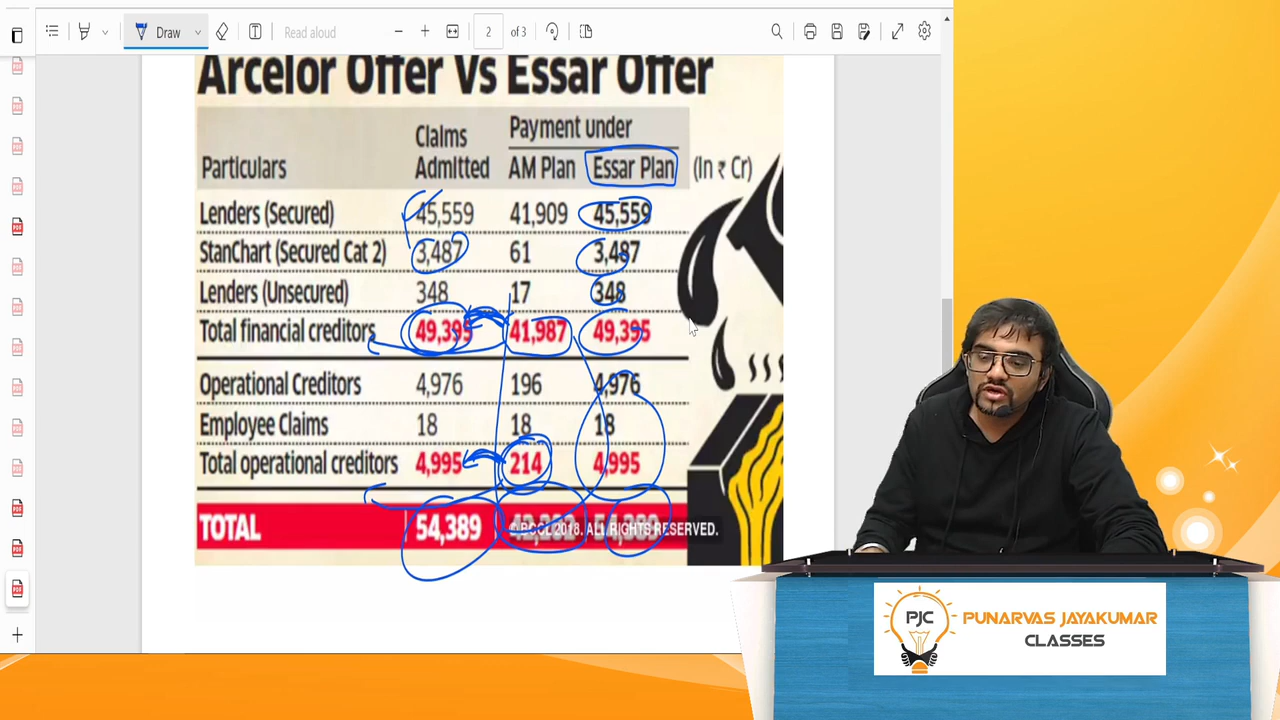 Draw
Read aloud
2
of 3
Arcelor Offer Vs Essar Offer
Particulars
Claims
Admitted
Payment under
AM Plan
Essar Plan
(In ₹ Cr)
Lenders (Secured) 45,559 41,909 45,559
StanChart (Secured Cat 2) 3,487 61 3,487
Lenders (Unsecured) 348 17 348
Total financial creditors 49,395 41,987 49,395
Operational Creditors 4,976 196 4,976
Employee Claims 18 18 18
Total operational creditors 4,995 214 4,995
TOTAL 54,389
© BCCL 2018. ALL RIGHTS RESERVED.
PJC
PUNARVAS JAYAKUMAR
CLASSES